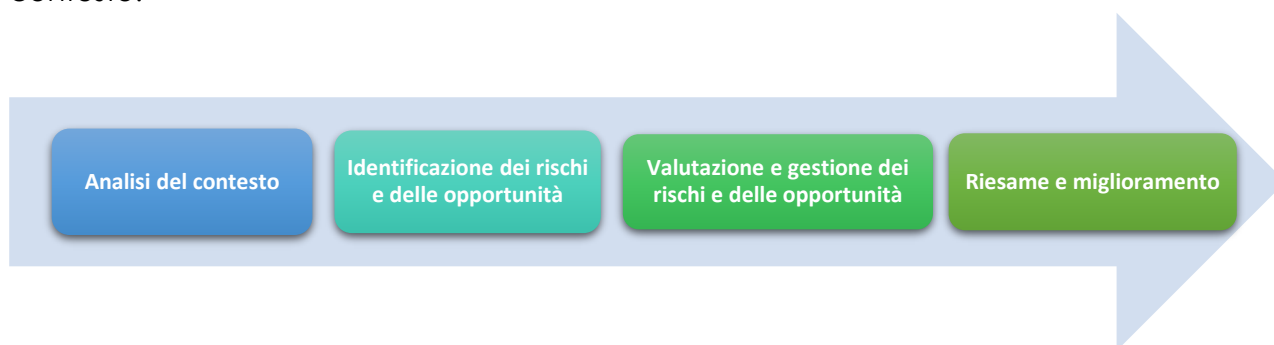 Analisi del contesto
Identificazione dei rischi
e delle opportunità
Valutazione e gestione dei
rischi e delle opportunità
Riesame e miglioramento